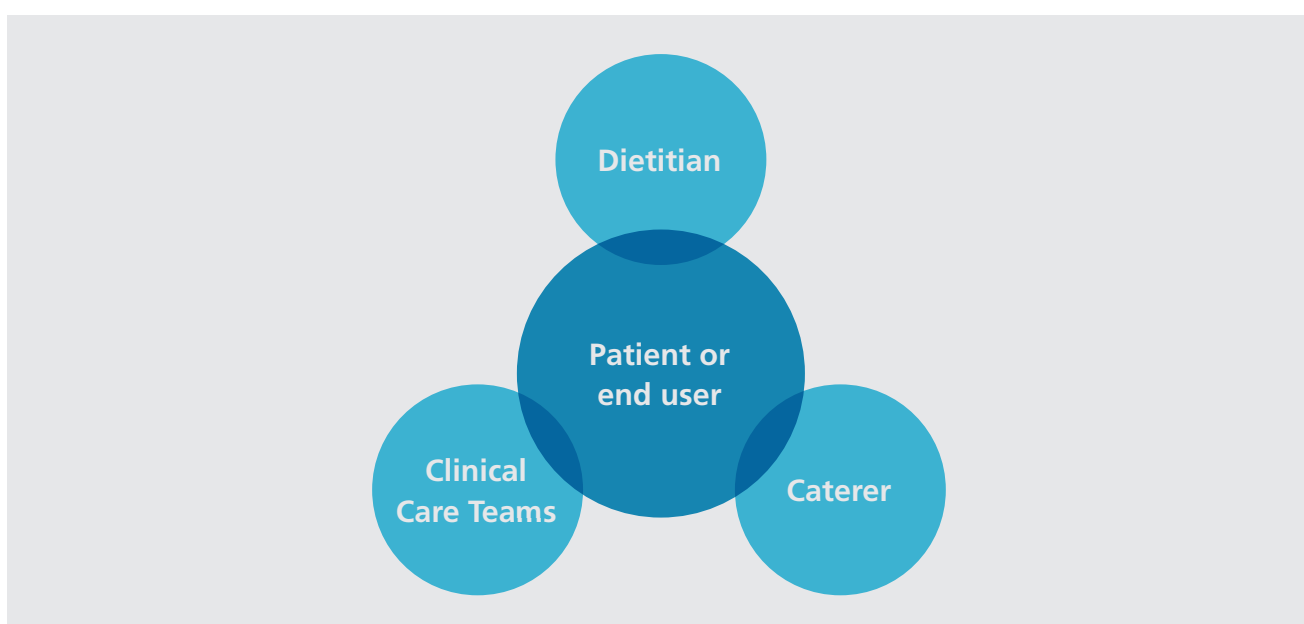 Dietitian
Patient or
end user
Clinical
Care Teams
Caterer